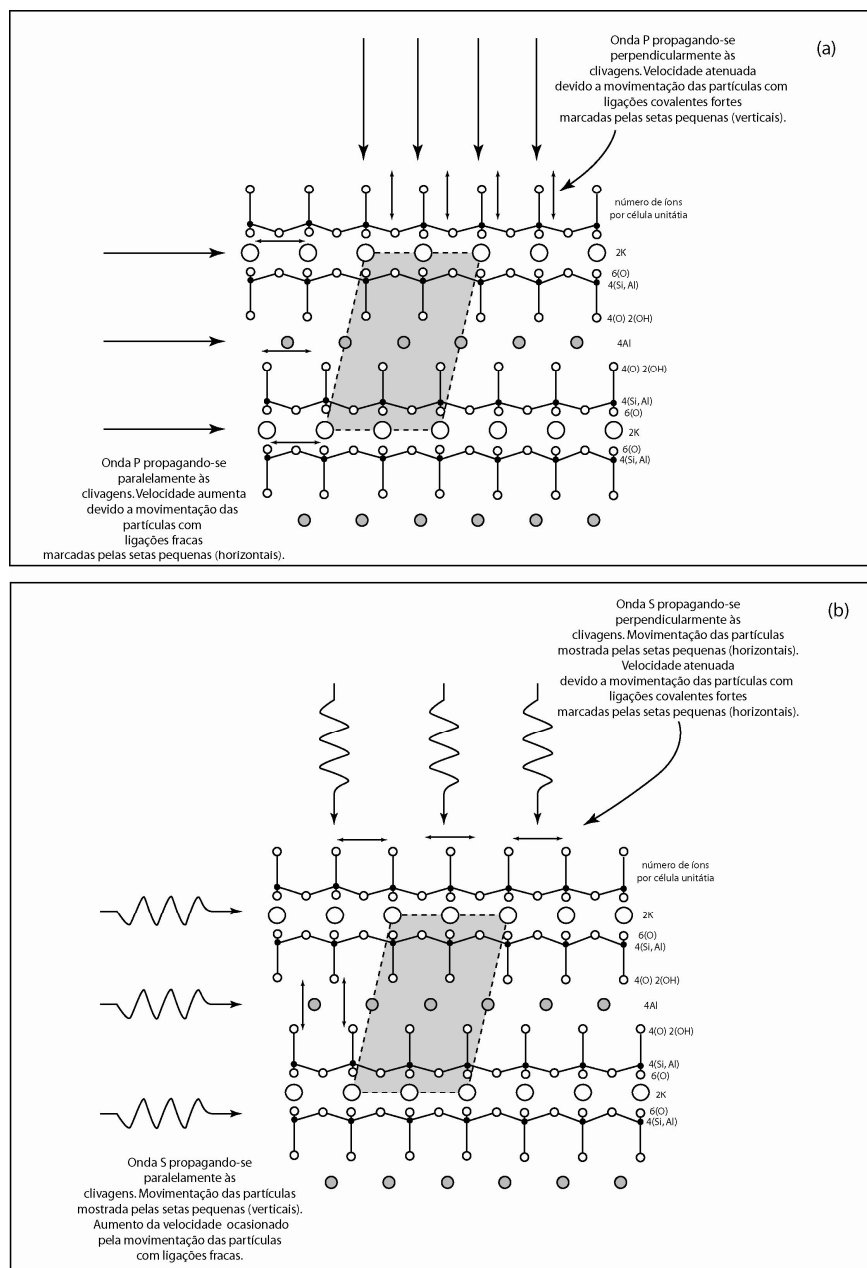 Onda P propagando-se
perpendicularmente às
clivagens. Velocidade atenuada
devido a movimentação das partículas com
ligações covalentes fortes
marcadas pelas setas pequenas (verticais).
(a)
número de íons
por célula unitátia
2K
6(O)
4(Si, Al)
4(O) 2(OH)
4Al
4(O) 2(OH)
4(Si, Al)
6(O)
2K
6(O)
4(Si, Al)
Onda P propagando-se
paralelamente às
clivagens. Velocidade aumenta
devido a movimentação das
partículas com
ligações fracas
marcadas pelas setas pequenas (horizontais).
(b)
Onda S propagando-se
perpendicularmente às
clivagens. Movimentação das partículas
mostrada pelas setas pequenas (horizontais).
Velocidade atenuada
devido a movimentação das partículas com
ligações covalentes fortes
marcadas pelas setas pequenas (horizontais).
número de íons
por célula unitátia
2K
6(O)
4(Si, Al)
4(O) 2(OH)
4Al
4(O) 2(OH)
4(Si, Al)
6(O)
2K
6(O)
4(Si, Al)
Onda S propagando-se
paralelamente às
clivagens. Movimentação das partículas
mostrada pelas setas pequenas (verticais).
Aumento da velocidade ocasionado
pela movimentação das partículas
com ligações fracas.